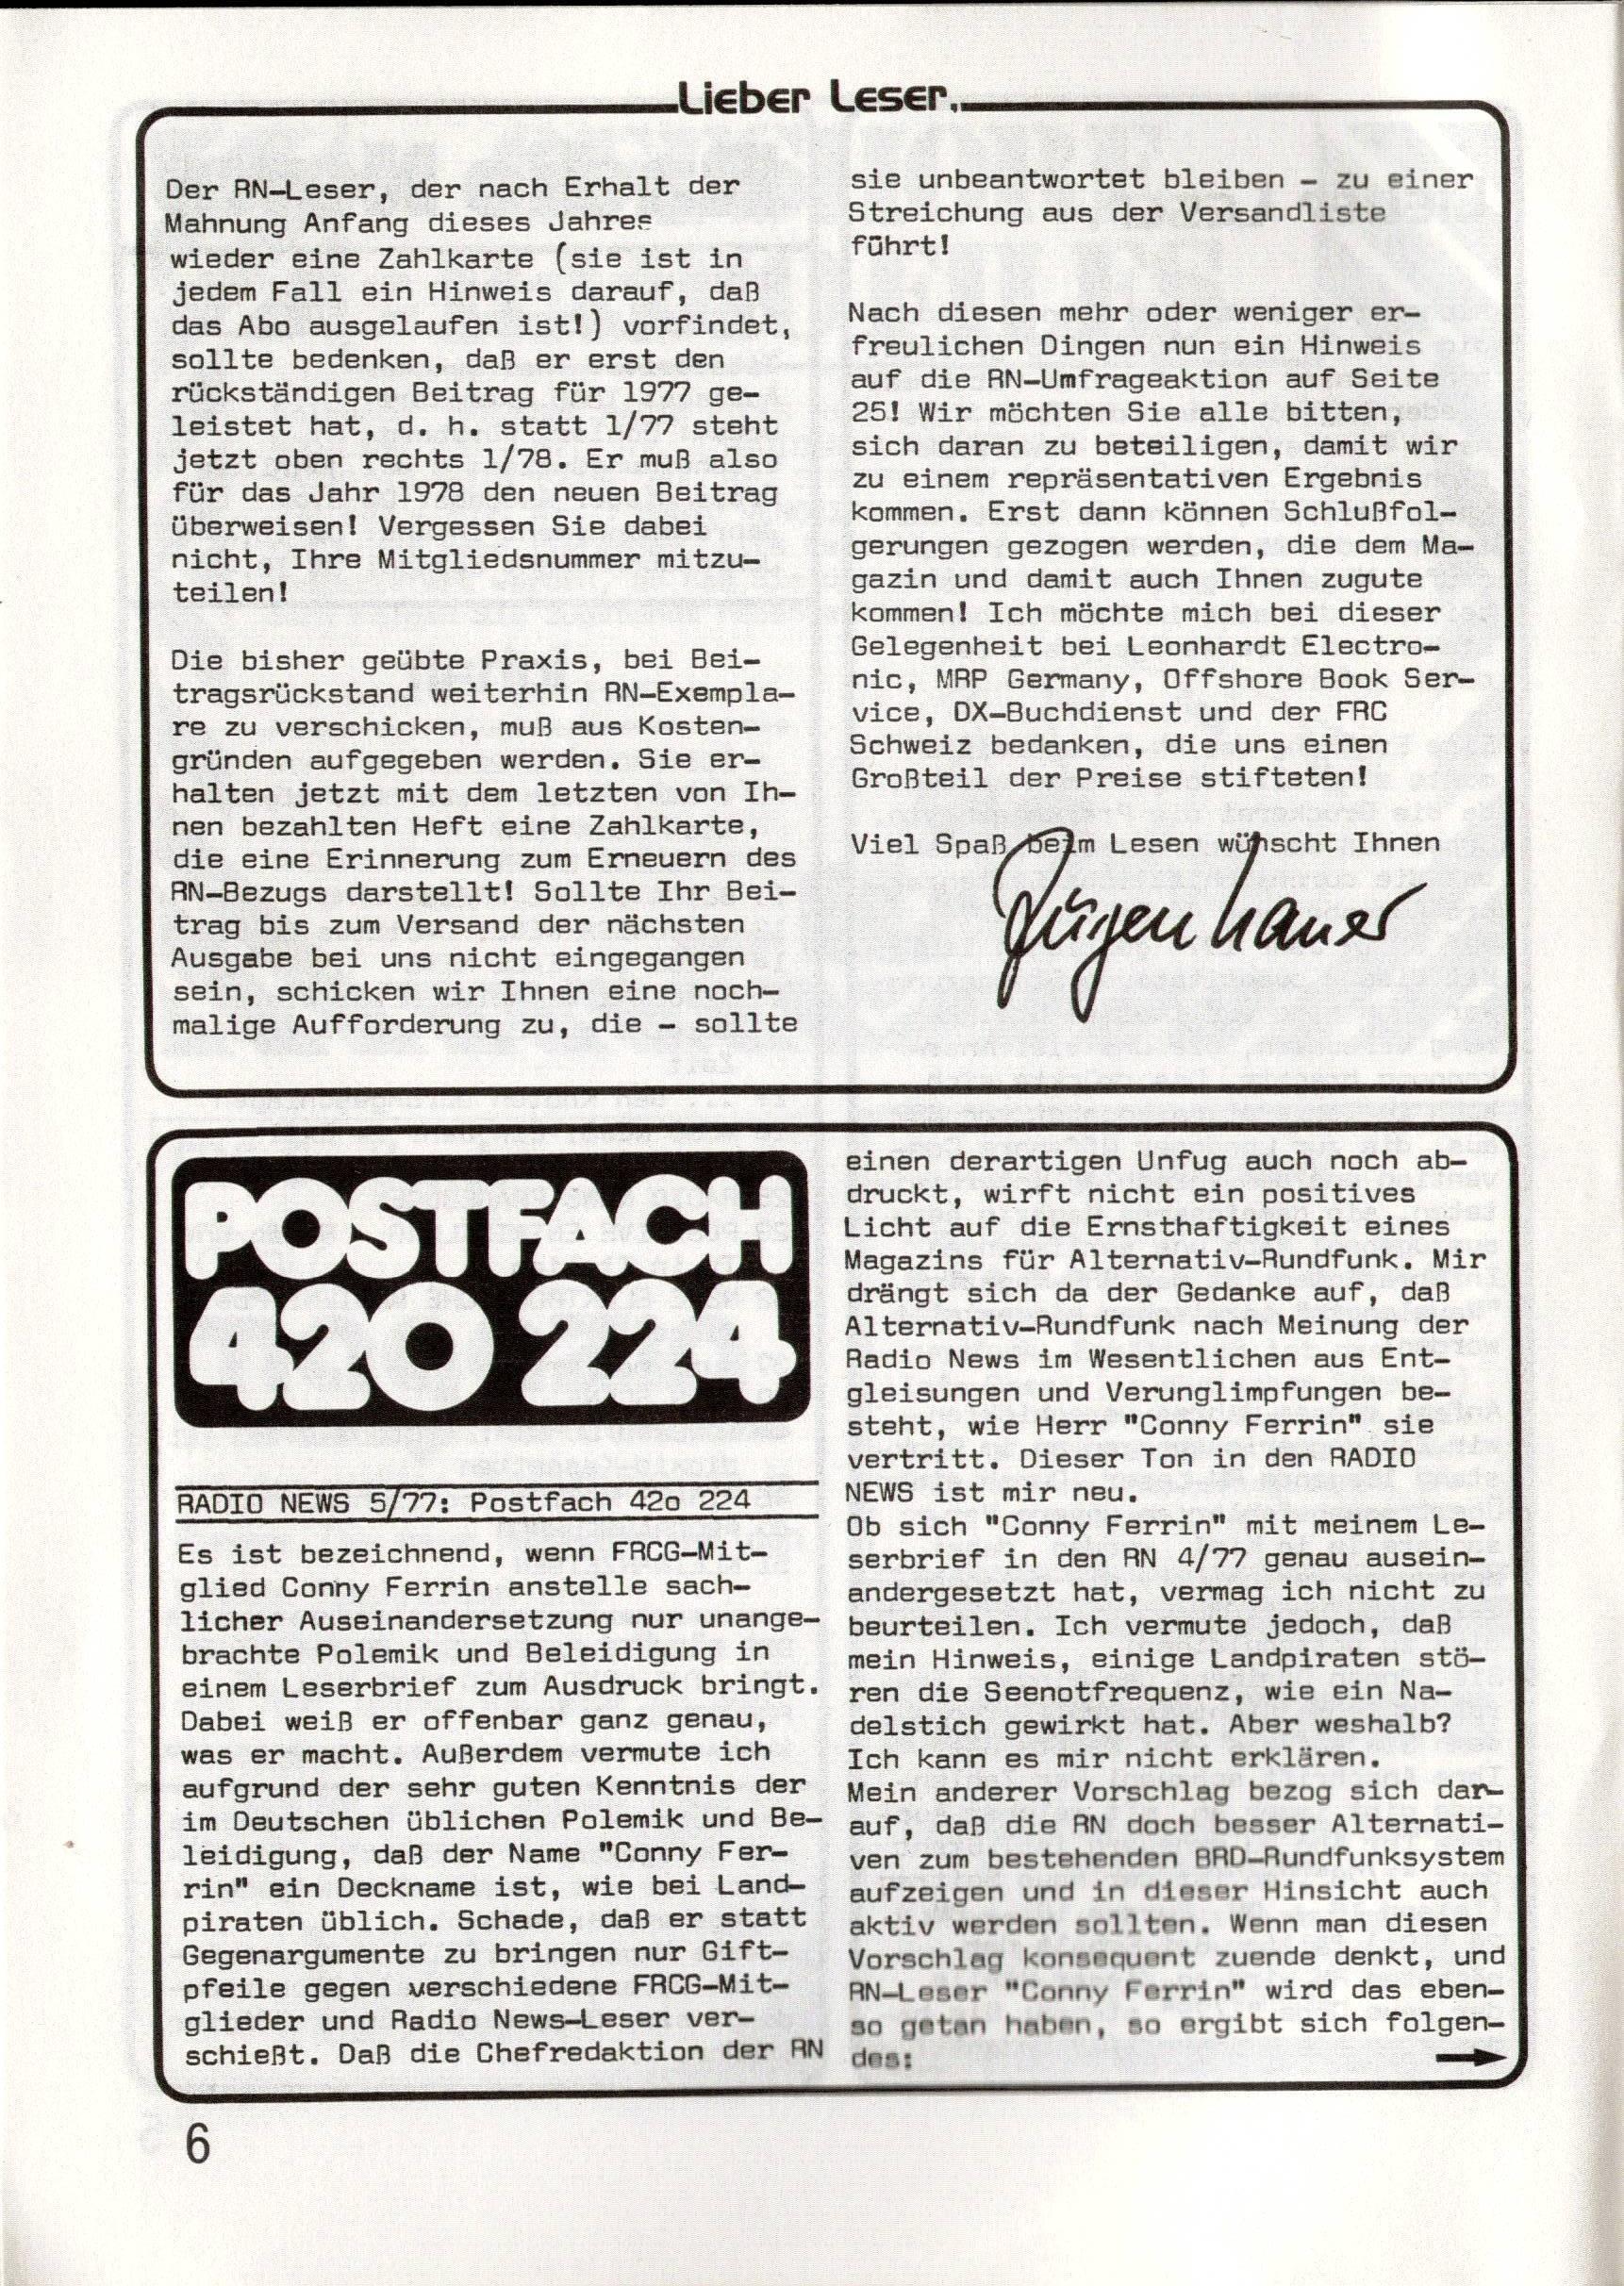 Lieber Leser,
Der RN-Leser, der nach Erhalt der
Mahnung Anfang dieses Jahres
wieder eine Zahlkarte (sie ist in
jedem Fall ein Hinweis darauf, daß
das Abo ausgelaufen ist!) vorfindet,
sollte bedenken, daß er erst den
rückständigen Beitrag für 1977 ge-
leistet hat, d. h. statt 1/77 steht
jetzt oben rechts 1/78. Er muß also
für das Jahr 1978 den neuen Beitrag
überweisen! Vergessen Sie dabei
nicht, Ihre Mitgliedsnummer mitzu-
teilen!
Die bisher geübte Praxis, bei Bei-
tragsrückstand weiterhin RN-Exempla-
re zu verschicken, muß aus Kosten-
gründen aufgegeben werden. Sie er-
halten jetzt mit dem letzten von Ih-
nen bezahlten Heft eine Zahlkarte,
die eine Erinnerung zum Erneuern des
RN-Bezugs darstellt! Sollte Ihr Bei-
trag bis zum Versand der nächsten
Ausgabe bei uns nicht eingegangen
sein, schicken wir Ihnen eine noch-
malige Aufforderung zu, die - sollte
sie unbeantwortet bleiben - zu einer
Streichung aus der Versandliste
führt!
Nach diesen mehr oder weniger er-
freulichen Dingen nun ein Hinweis
auf die RN-Umfrageaktion auf Seite
25! Wir möchten Sie alle bitten,
sich daran zu beteiligen, damit wir
zu einem repräsentativen Ergebnis
kommen. Erst dann können Schlußfol-
gerungen gezogen werden, die dem Ma-
gazin und damit auch Ihnen zugute
kommen! Ich möchte mich bei dieser
Gelegenheit bei Leonhardt Electro-
nic, MRP Germany, Offshore Book Ser-
vice, DX-Buchdienst und der FRC
Schweiz bedanken, die uns einen
Großteil der Preise stifteten!
Viel Spaß beim Lesen wünscht Ihnen
POSTFACH
420 224
RADIO NEWS 5/77: Postfach 42o 224
Es ist bezeichnend, wenn FRCG-Mit-
glied Conny Ferrin anstelle sach-
licher Auseinandersetzung nur unange-
brachte Polemik und Beleidigung in
einem Leserbrief zum Ausdruck bringt.
Dabei weiß er offenbar ganz genau,
was er macht. Außerdem vermute ich
aufgrund der sehr guten Kenntnis der
im Deutschen üblichen Polemik und Be-
leidigung, daß der Name "Conny Fer-
rin" ein Deckname ist, wie bei Land-
piraten üblich. Schade, daß er statt
Gegenargumente zu bringen nur Gift-
pfeile gegen verschiedene FRCG-Mit-
glieder und Radio News-Leser ver-
schießt. Daß die Chefredaktion der RN
einen derartigen Unfug auch noch ab-
druckt, wirft nicht ein positives
Licht auf die Ernsthaftigkeit eines
Magazins für Alternativ-Rundfunk. Mir
drängt sich da der Gedanke auf, daß
Alternativ-Rundfunk nach Meinung der
Radio News im Wesentlichen aus Ent-
gleisungen und Verunglimpfungen be-
steht, wie Herr "Conny Ferrin" sie
vertritt. Dieser Ton in den RADIO
NEWS ist mir neu.
Ob sich "Conny Ferrin" mit meinem Le-
serbrief in den RN 4/77 genau ausein-
andergesetzt hat, vermag ich nicht zu
beurteilen. Ich vermute jedoch, daß
mein Hinweis, einige Landpiraten stö-
ren die Seenotfrequenz, wie ein Na-
delstich gewirkt hat. Aber weshalb?
Ich kann es mir nicht erklären.
Mein anderer Vorschlag bezog sich dar-
auf, daß die RN doch besser Alternati-
ven zum bestehenden BRD-Rundfunksystem
aufzeigen und in dieser Hinsicht auch
aktiv werden sollten. Wenn man diesen
Vorschlag konsequent zuende denkt, und
RN-Leser "Conny Ferrin" wird das eben-
so getan haben, so ergibt sich folgen-
des:
6